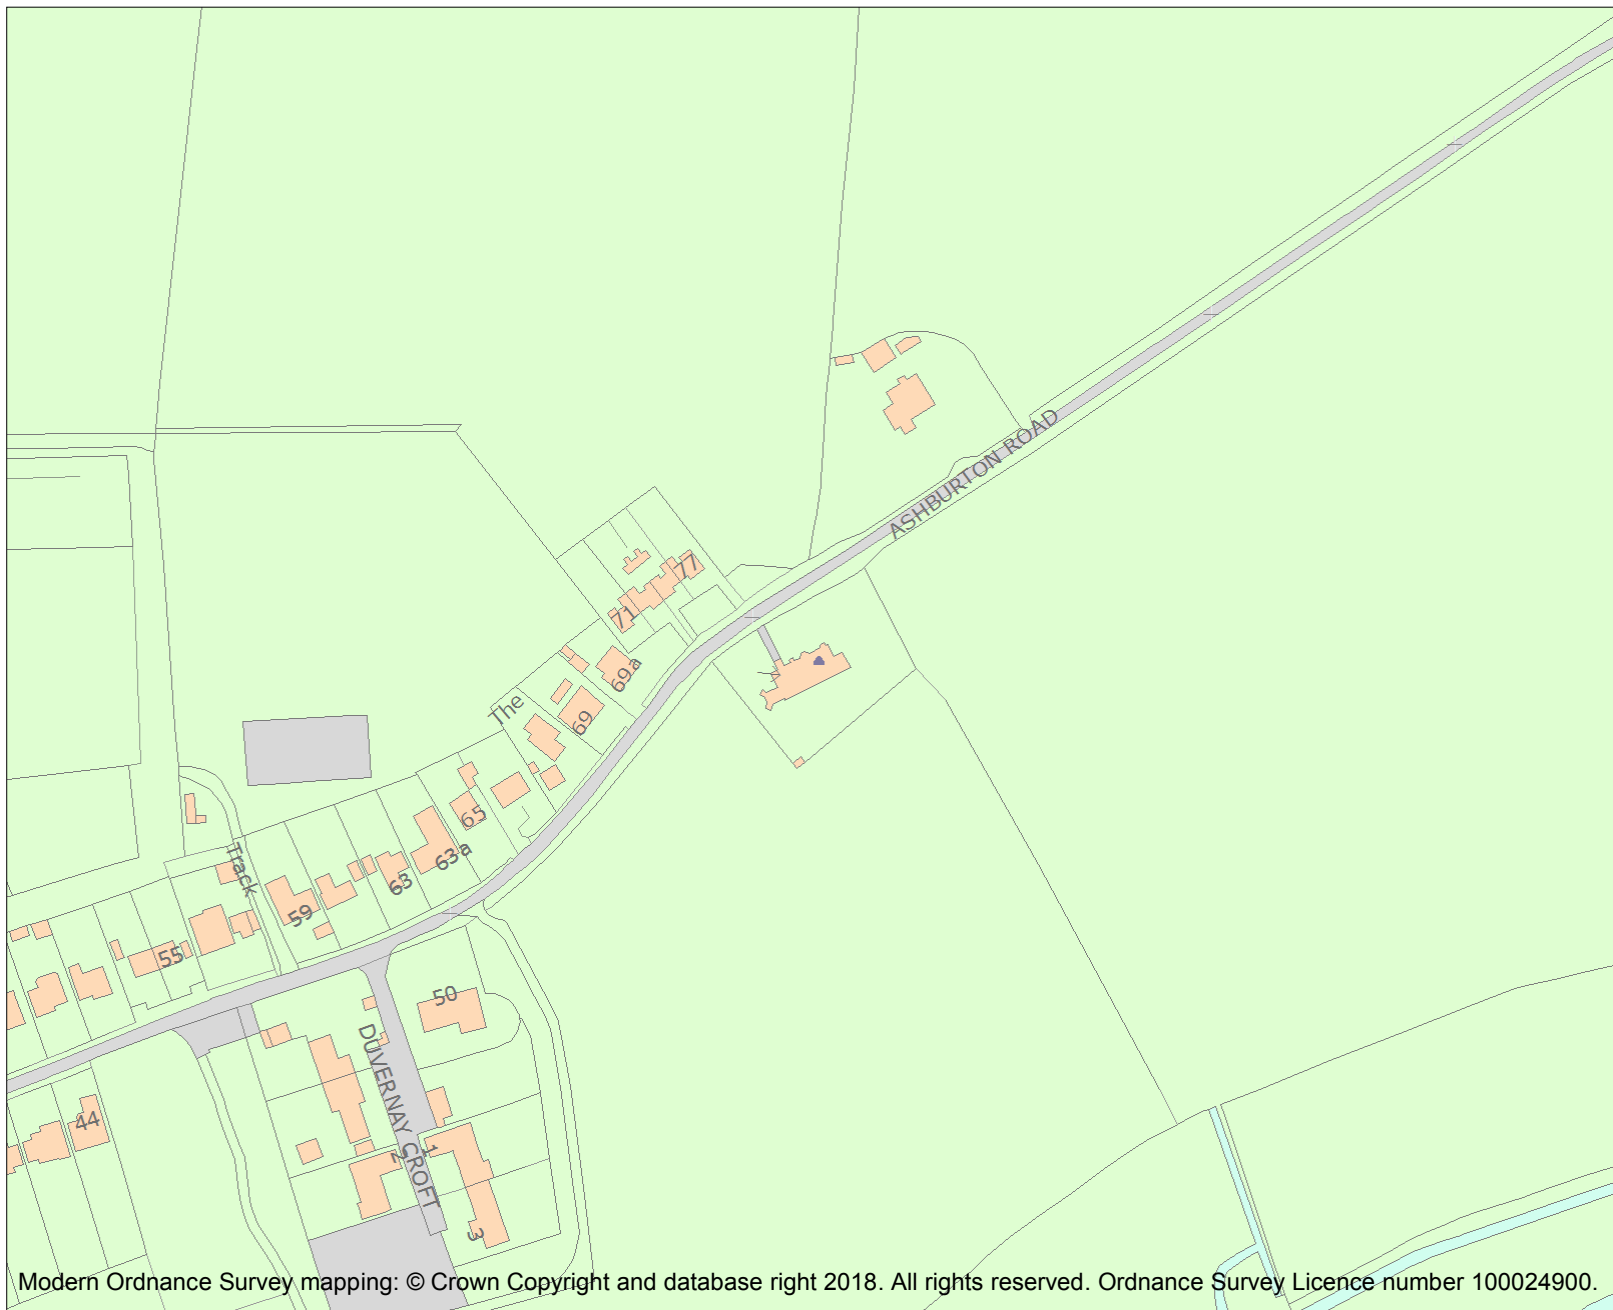 ASHBURTON ROAD
77
71
69a
The
69
65
63a
Track
63
59
55
50
DUVERNAY CROFT
44
1
2
3
Modern Ordnance Survey mapping: © Crown Copyright and database right 2018. All rights reserved. Ordnance Survey Licence number 100024900.